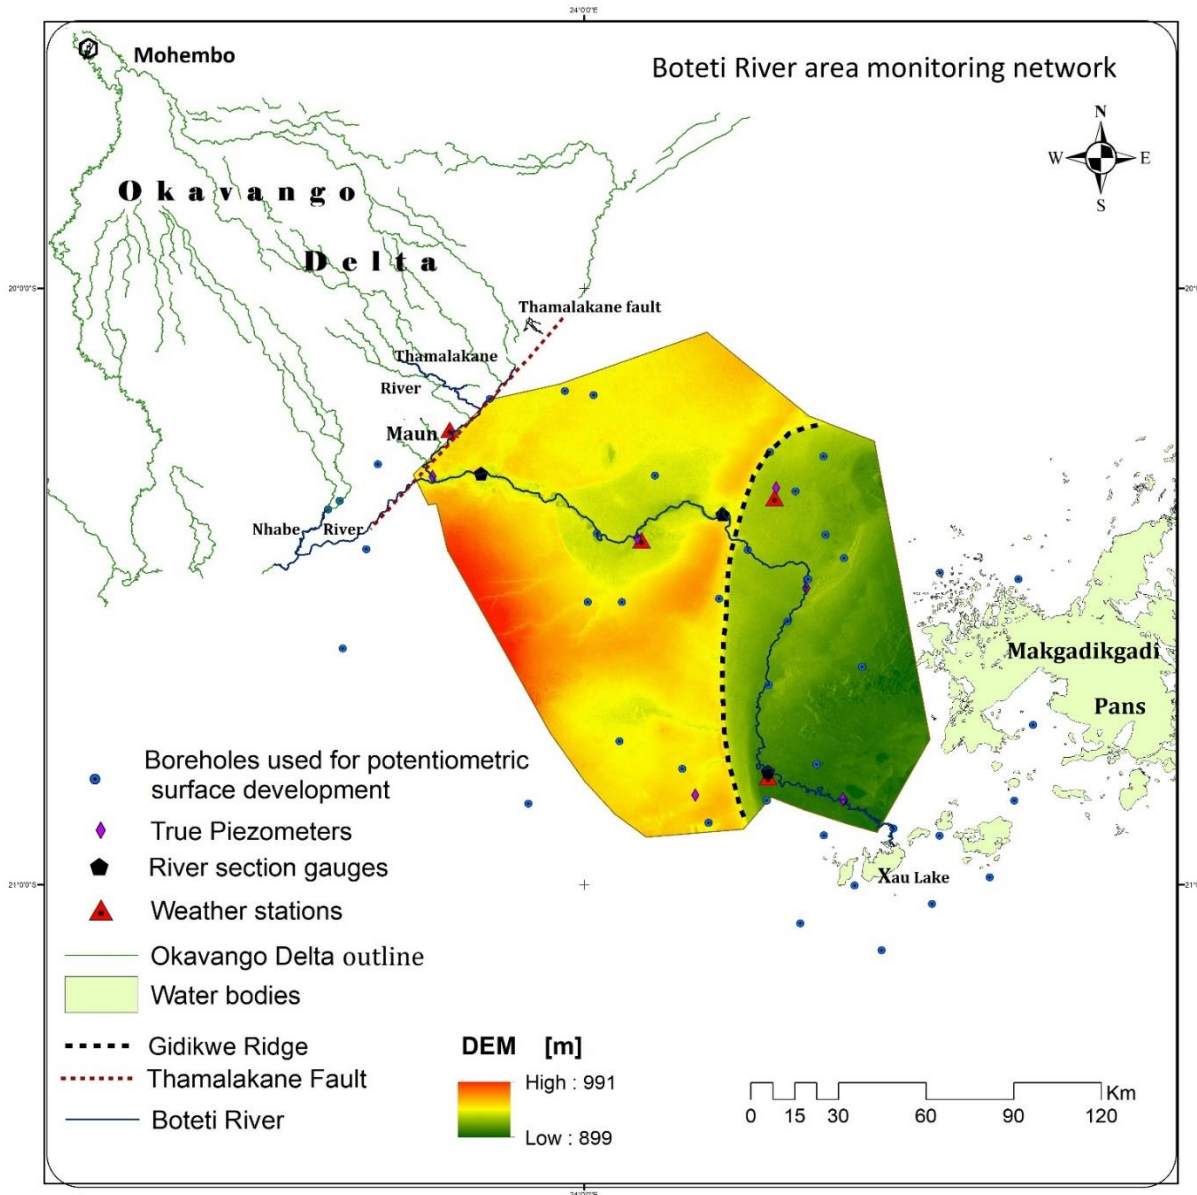 24°0'0"E
Mohembo
Boteti River area monitoring network
N
W E
S
Okavango
Delta
20°0'0"S
Thamalakane fault
Thamalakane
River
Maun
Nhabe River
Makgadikgadi
Pans
Xau Lake
21°0'0"S
Boreholes used for potentiometric
surface development
True Piezometers
River section gauges
Weather stations
Okavango Delta outline
Water bodies
Gidikwe Ridge
Thamalakane Fault
Boteti River
DEM [m]
High : 991
Low : 899
Km
0 15 30 60 90 120